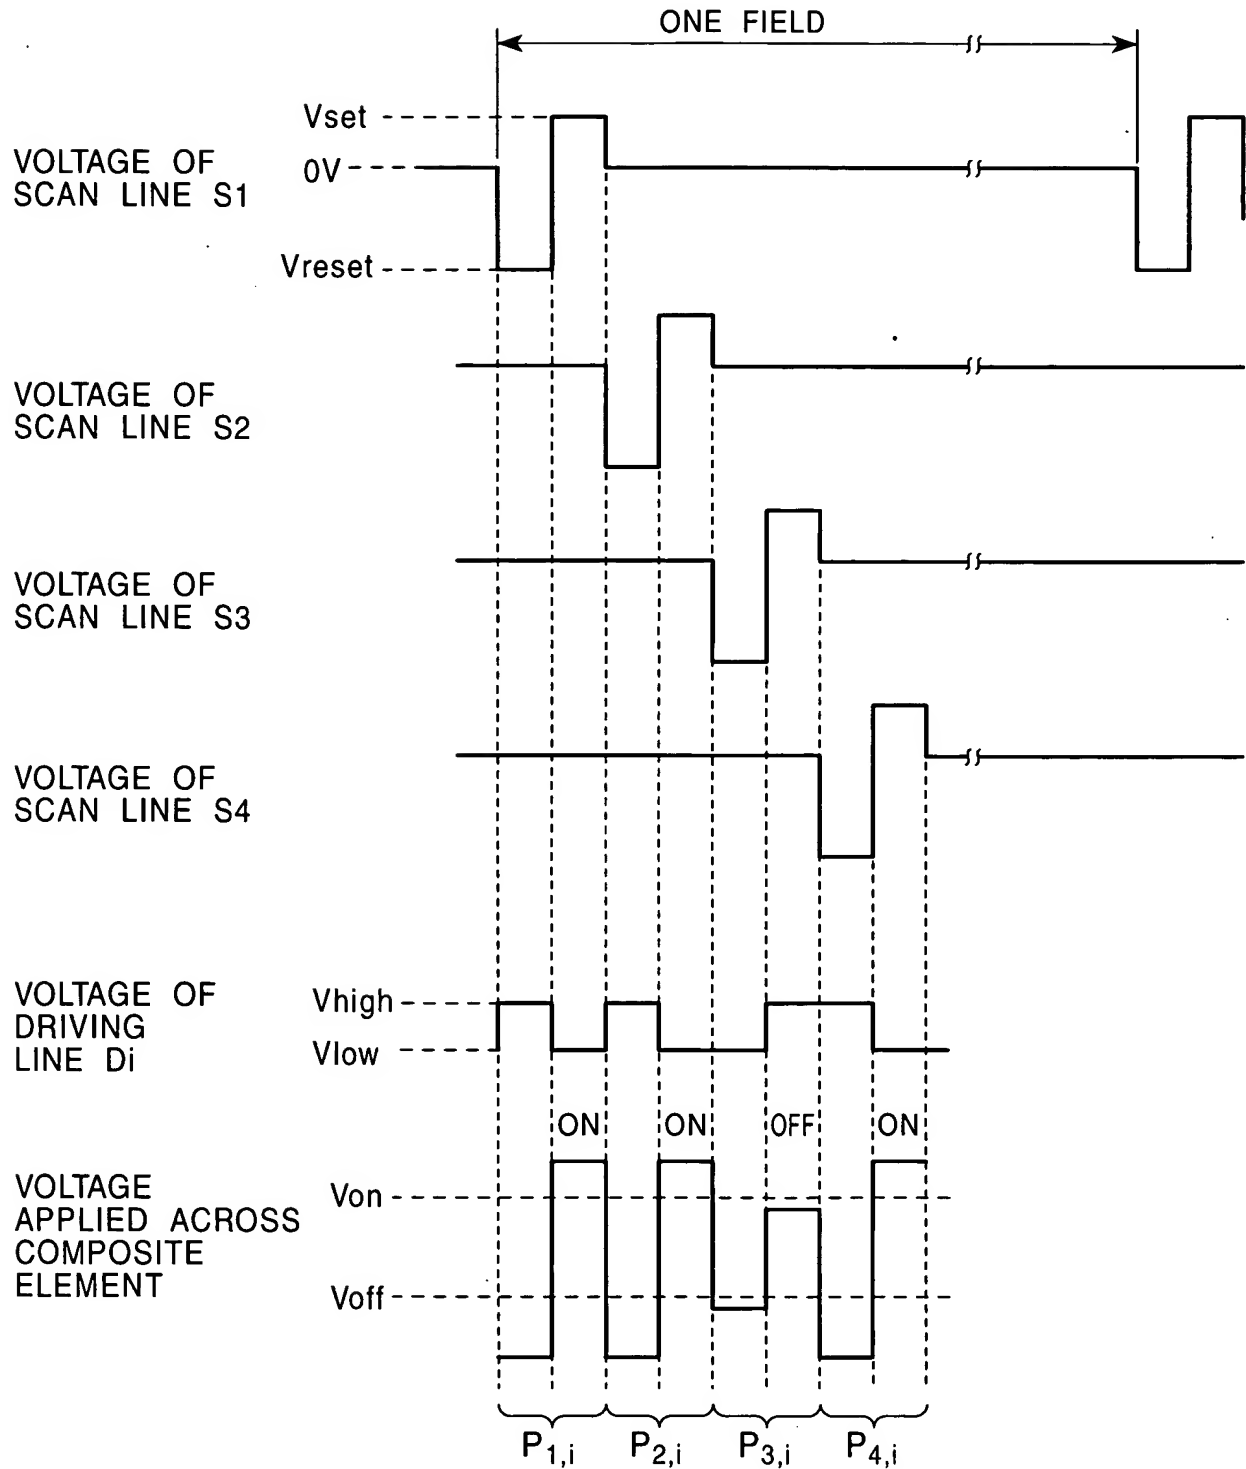 ONE FIELD
Vset
VOLTAGE OF
SCAN LINE S1
0V
Vreset
VOLTAGE OF
SCAN LINE S2
VOLTAGE OF
SCAN LINE S3
VOLTAGE OF
SCAN LINE S4
VOLTAGE OF
DRIVING
LINE Di
Vhigh
Vlow
ON ON OFF ON
VOLTAGE
APPLIED ACROSS
COMPOSITE
ELEMENT
Von
Voff
P1,i P2,i P3,i P4,i